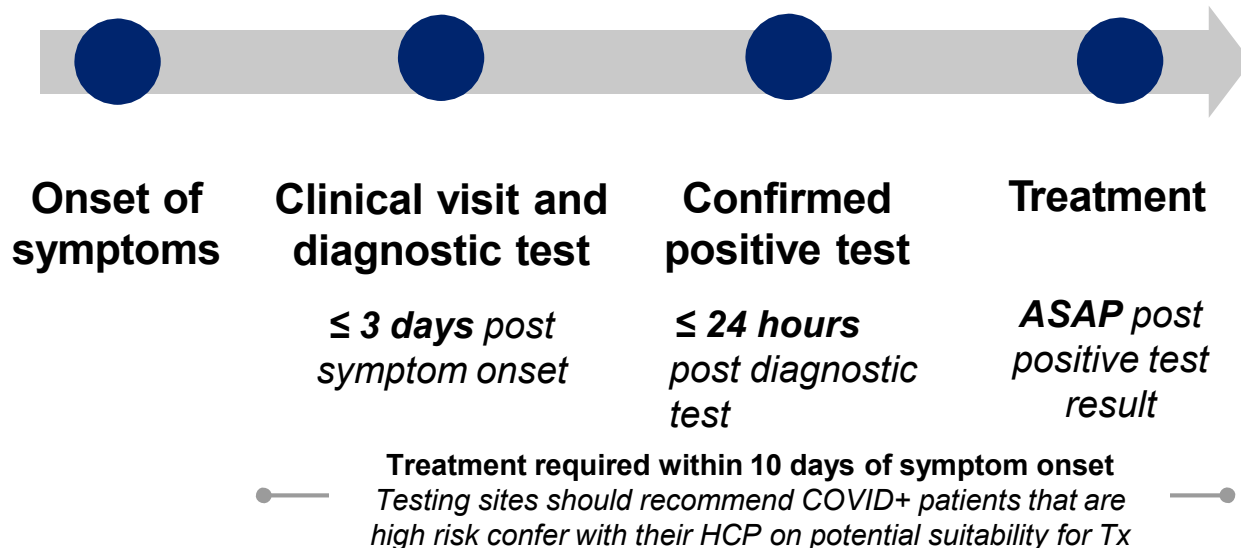 Onset of
symptoms
Clinical visit and
diagnostic test
≤ 3 days post
symptom onset
Confirmed
positive test
≤ 24 hours
post diagnostic
test
Treatment
ASAP post
positive test
result
Treatment required within 10 days of symptom onset
Testing sites should recommend COVID+ patients that are
high risk confer with their HCP on potential suitability for Tx